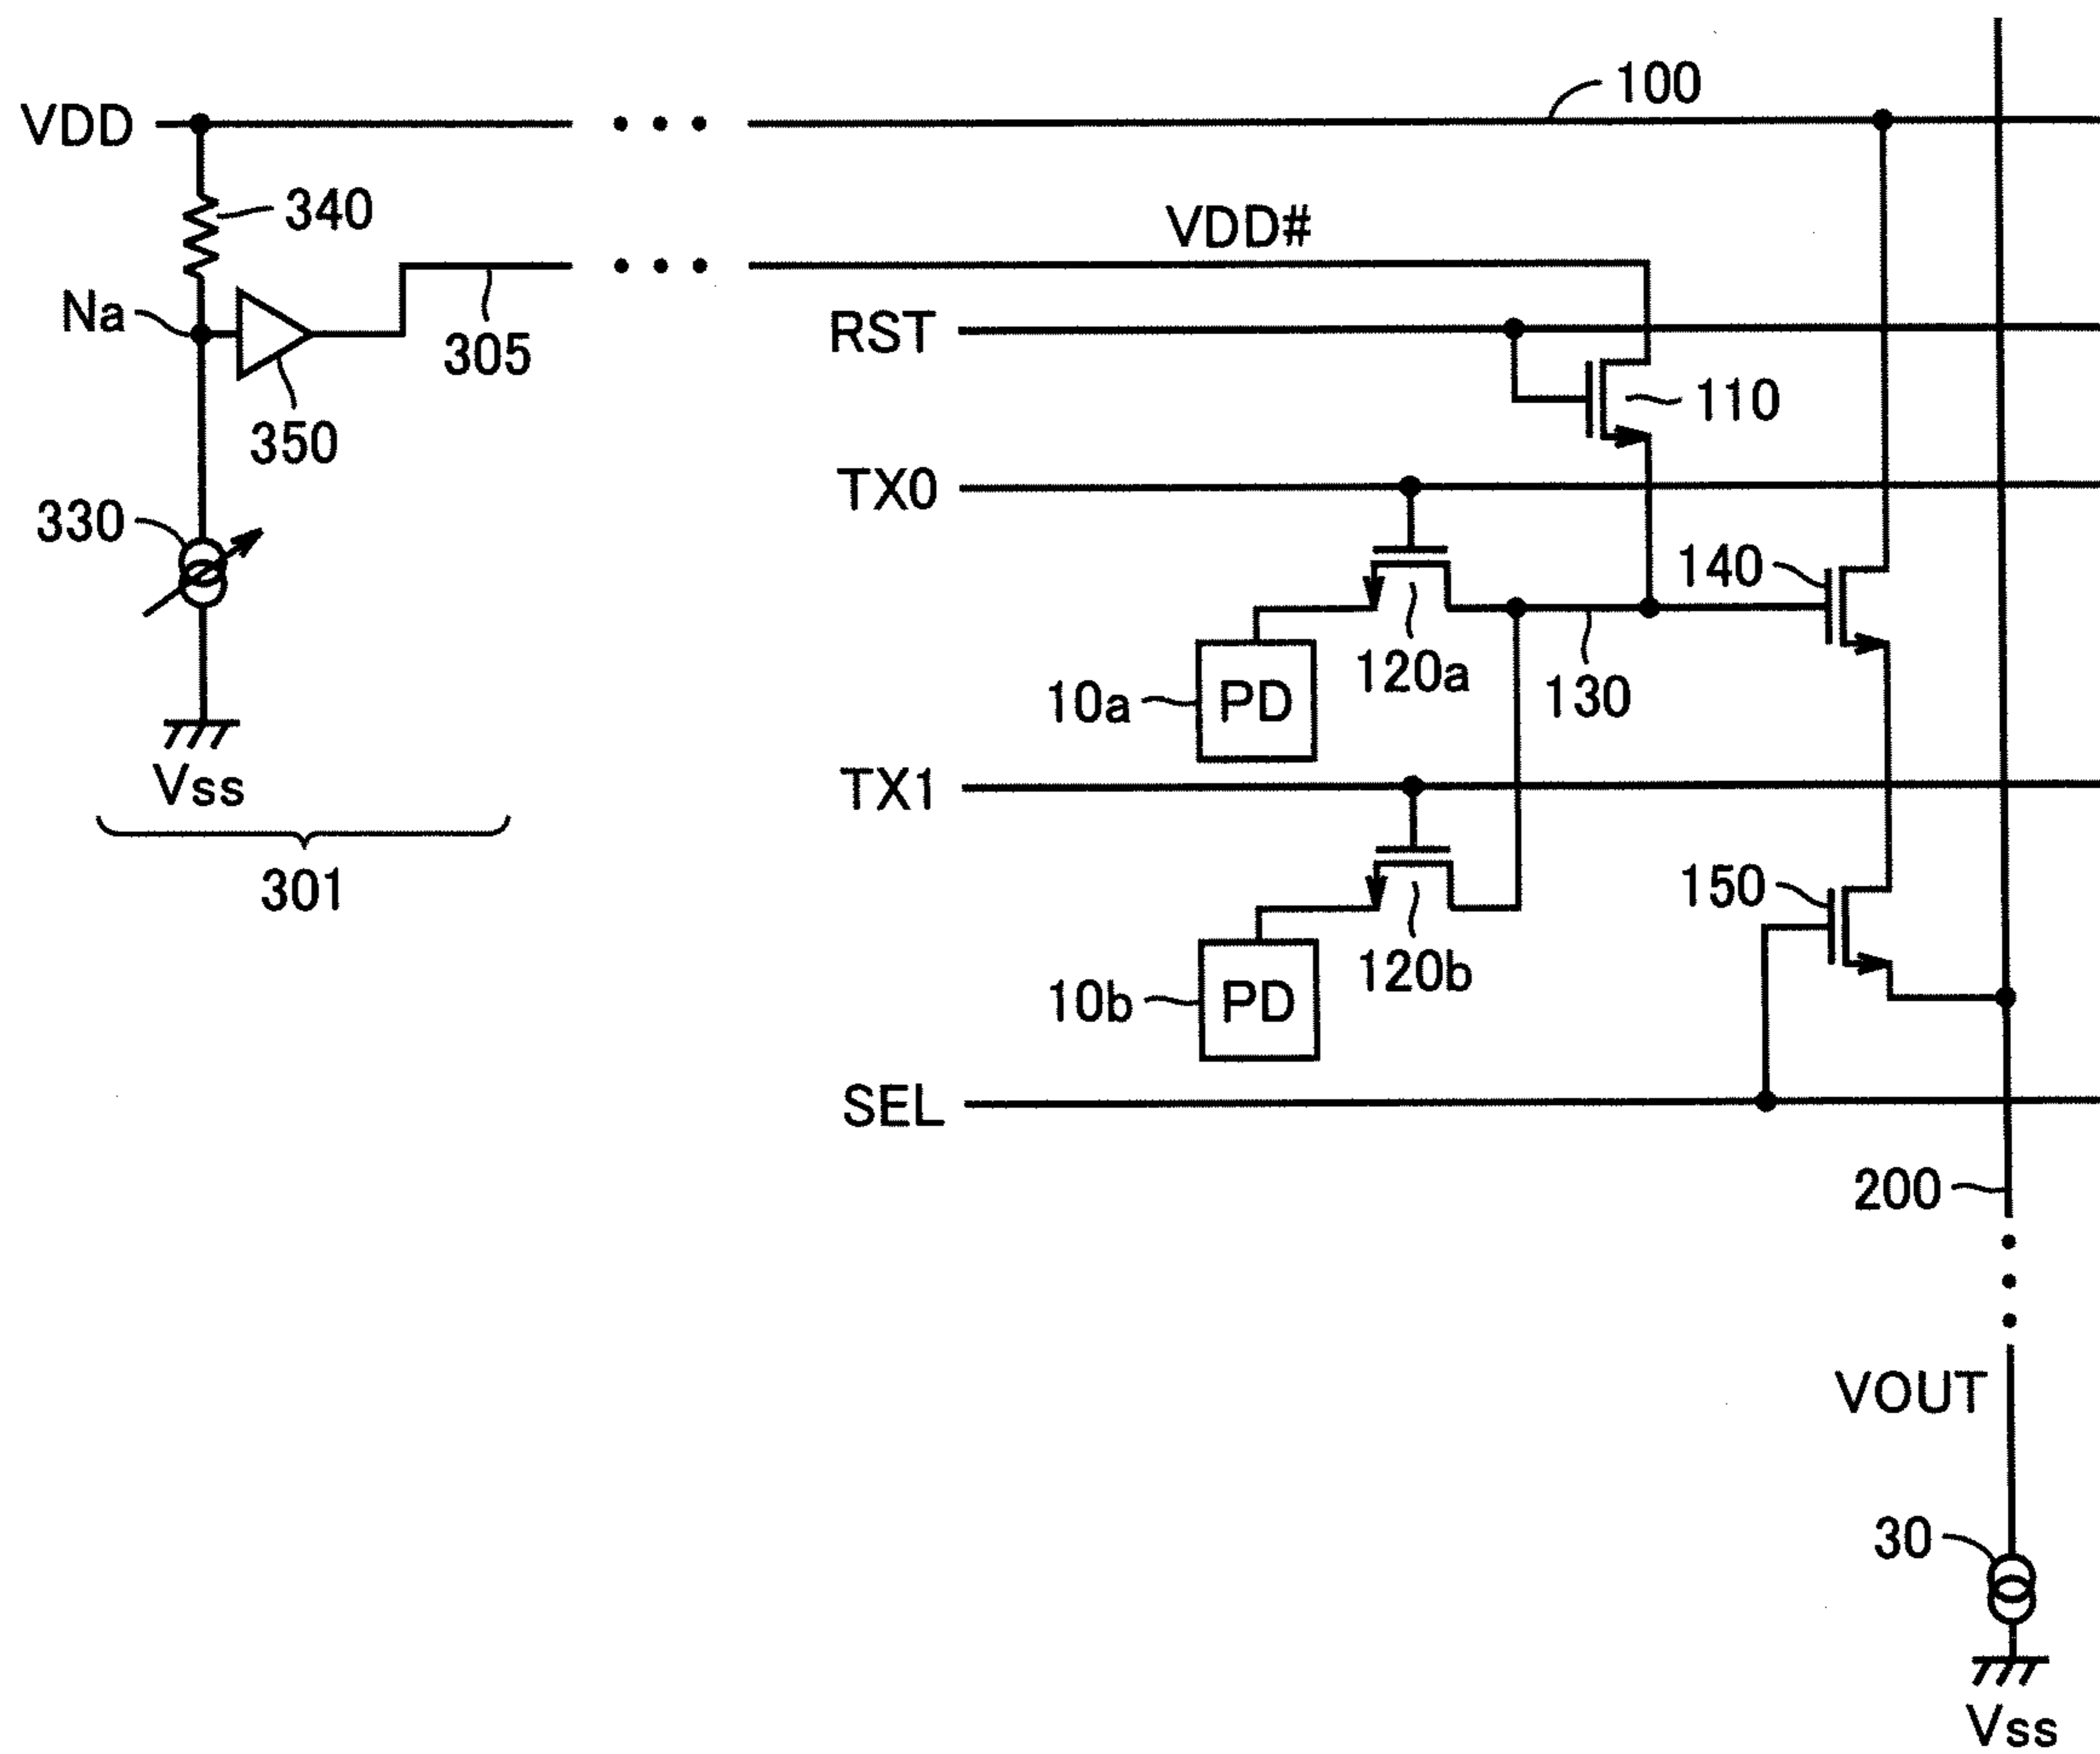 100
VDD
340
VDD#
Na
RST
305
350
110
TX0
330
140
120a
130
10a
PD
Vss
TX1
301
150
120b
10b
PD
SEL
200
VOUT
30
Vss